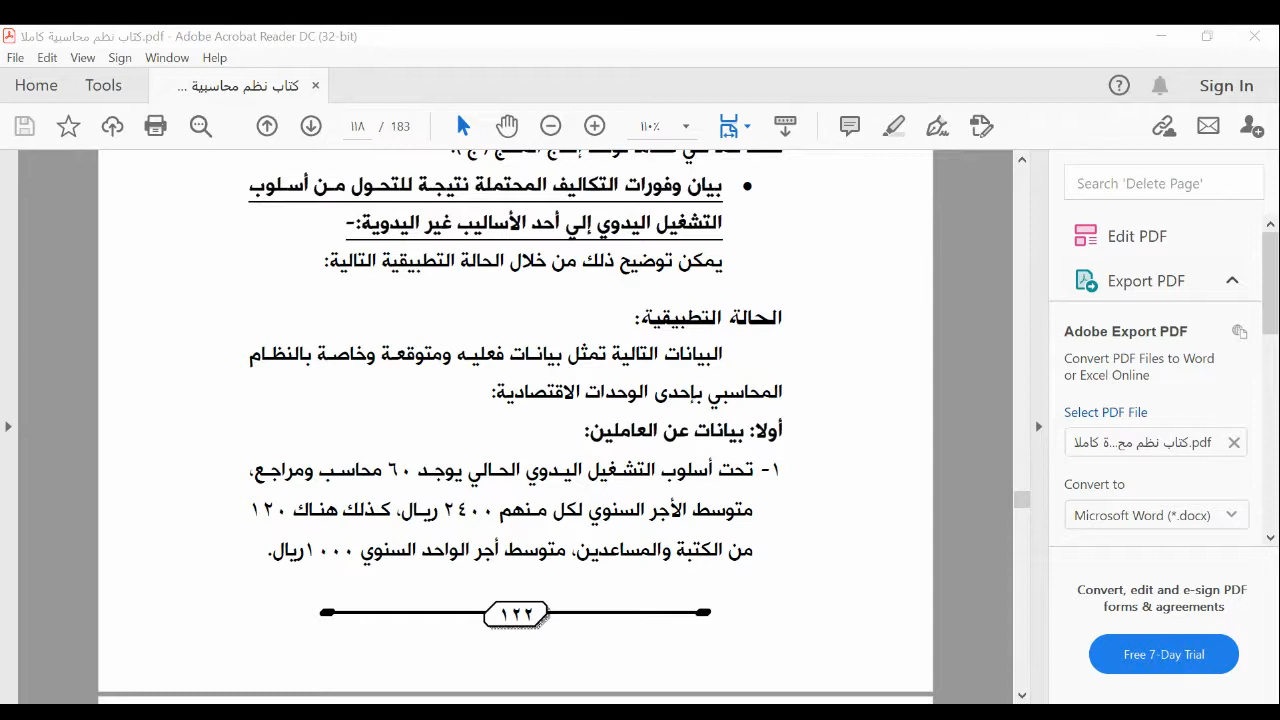 كتاب نظم محاسبية كاملا.pdf - Adobe Acrobat Reader DC (32-bit)
File Edit View Sign Window Help
Home Tools كتاب نظم محاسبية ... × Sign In
١١٨ / 183 ١١٠٪
بيان وفورات التكاليف المحتملة نتيجة للتحول من أسلوب
التشغيل اليدوي إلي أحد الأساليب غير اليدوية:-
يمكن توضيح ذلك من خلال الحالة التطبيقية التالية:
الحالة التطبيقية:
البيانات التالية تمثل بيانات فعليه ومتوقعة وخاصة بالنظام
المحاسبي بإحدى الوحدات الاقتصادية:
أولا: بيانات عن العاملين:
١- تحت أسلوب التشغيل اليدوي الحالي يوجد ٦٠ محاسب ومراجع،
متوسط الأجر السنوي لكل منهم ٢٤٠٠ ريال، كذلك هناك ١٢٠
من الكتبة والمساعدين، متوسط أجر الواحد السنوي ١٠٠٠ريال.
١٢٢
Search 'Delete Page'
Edit PDF
Export PDF
Adobe Export PDF
Convert PDF Files to Word
or Excel Online
Select PDF File
كتاب نظم مح...ة كاملا.pdf
Convert to
Microsoft Word (*.docx)
Convert, edit and e-sign PDF
forms & agreements
Free 7-Day Trial